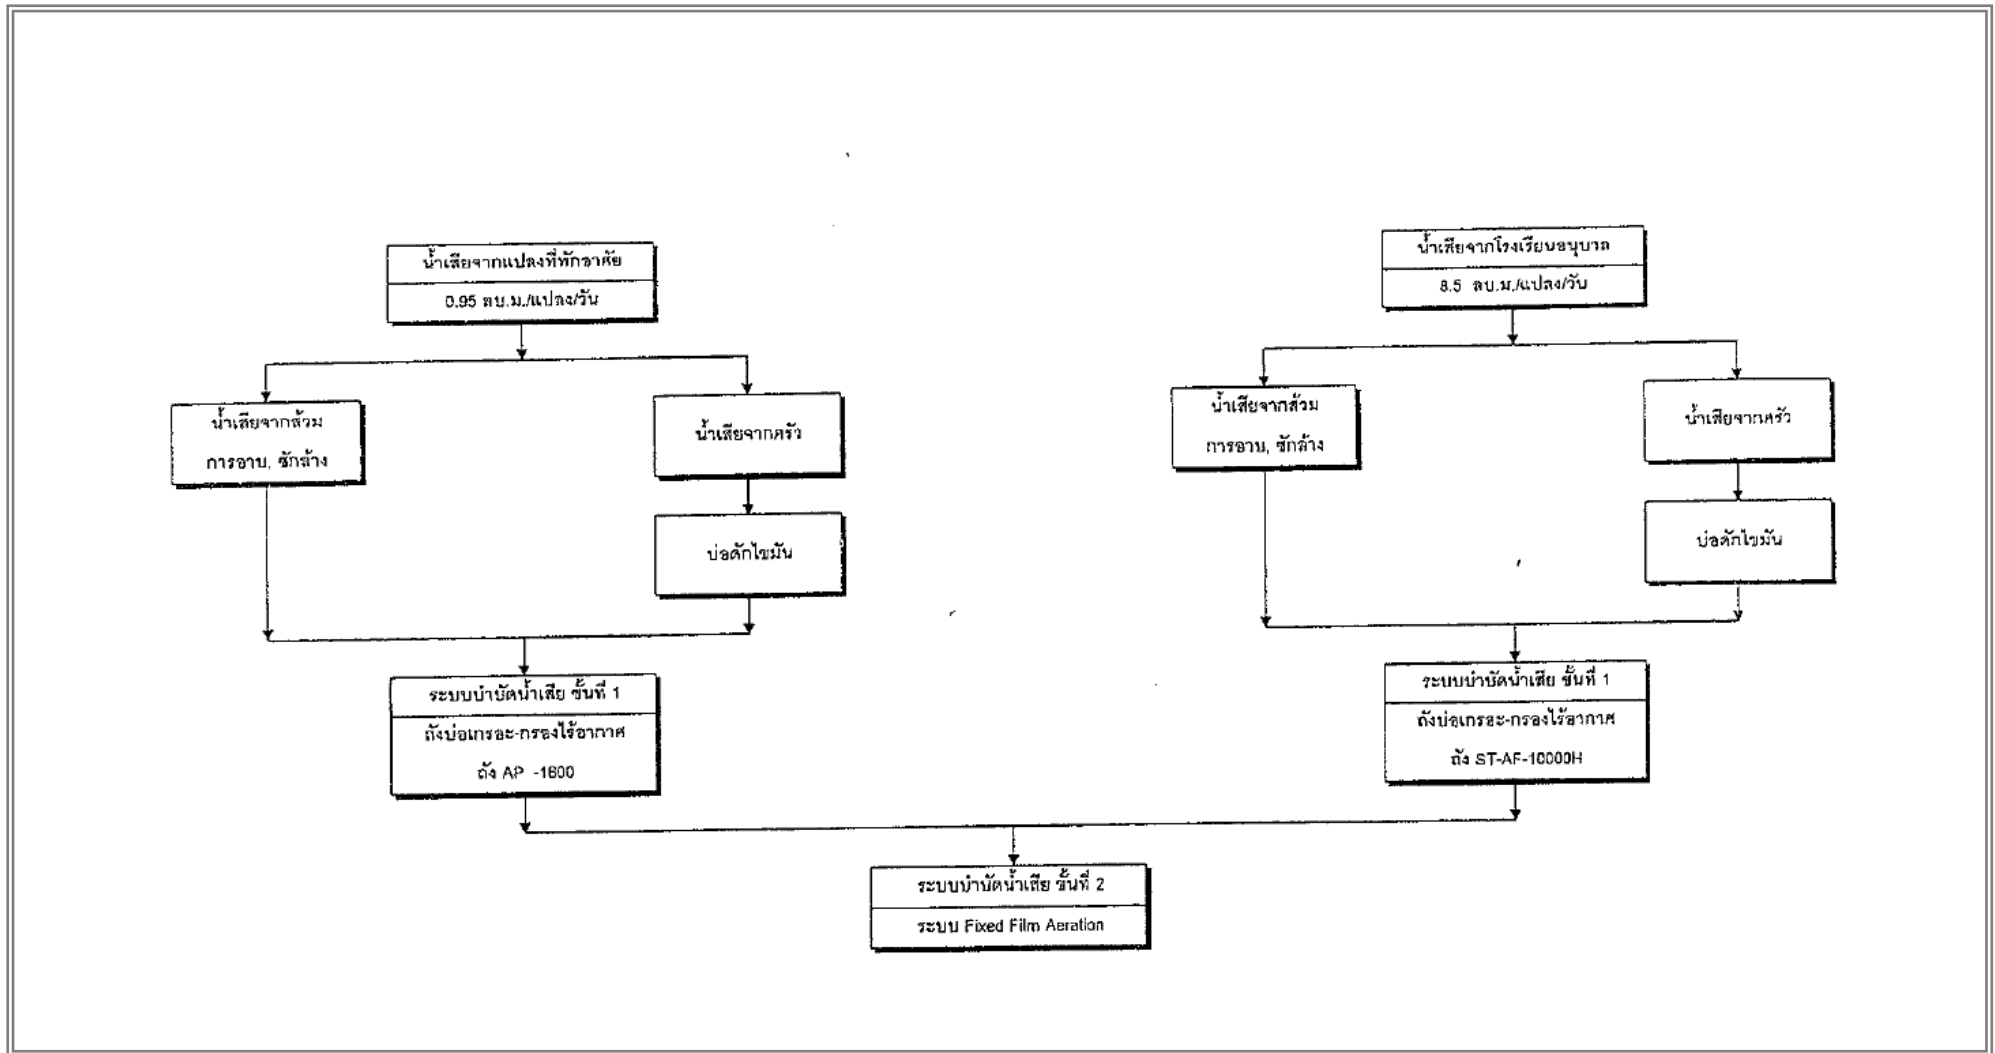 น้ำเสียจากแปลงที่พักอาศัย
0.95 ลบ.ม./แปลง/วัน
น้ำเสียจากส้วม
การอาบ, ซักล้าง
น้ำเสียจากครัว
บ่อดักไขมัน
ระบบบำบัดน้ำเสีย ชั้นที่ 1
ถังบ่อเกรอะ-กรองไร้อากาศ
ถัง AP -1600
น้ำเสียจากโรงเรียนอนุบาล
8.5 ลบ.ม./แปลง/วัน
น้ำเสียจากส้วม
การอาบ, ซักล้าง
น้ำเสียจากครัว
บ่อดักไขมัน
ระบบบำบัดน้ำเสีย ชั้นที่ 1
ถังบ่อเกรอะ-กรองไร้อากาศ
ถัง ST-AF-10000H
ระบบบำบัดน้ำเสีย ชั้นที่ 2
ระบบ Fixed Film Aeration